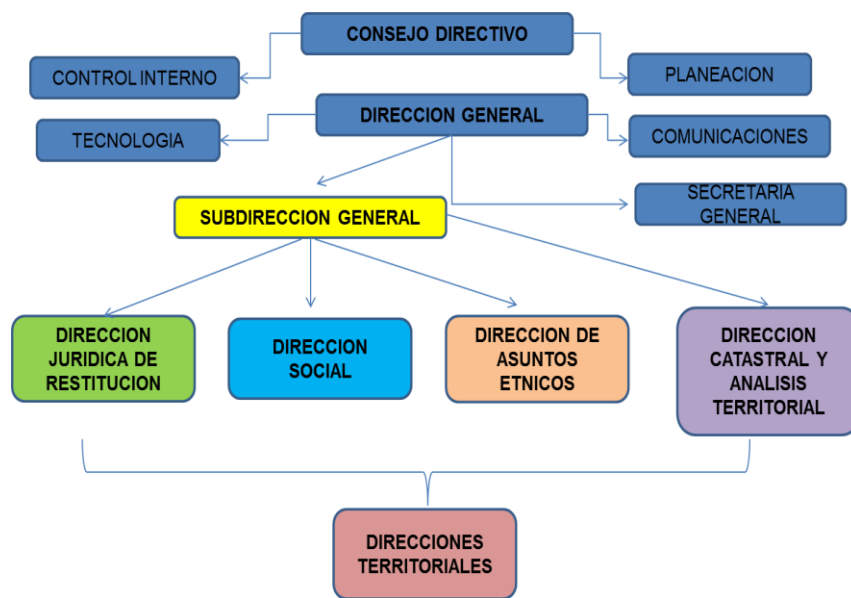 CONSEJO DIRECTIVO
CONTROL INTERNO
PLANEACION
DIRECCION GENERAL
TECNOLOGIA
COMUNICACIONES
SECRETARIA
GENERAL
SUBDIRECCION GENERAL
DIRECCION
JURIDICA DE
RESTITUCION
DIRECCION
SOCIAL
DIRECCION DE
ASUNTOS
ETNICOS
DIRECCION
CATASTRAL Y
ANALISIS
TERRITORIAL
DIRECCIONES
TERRITORIALES